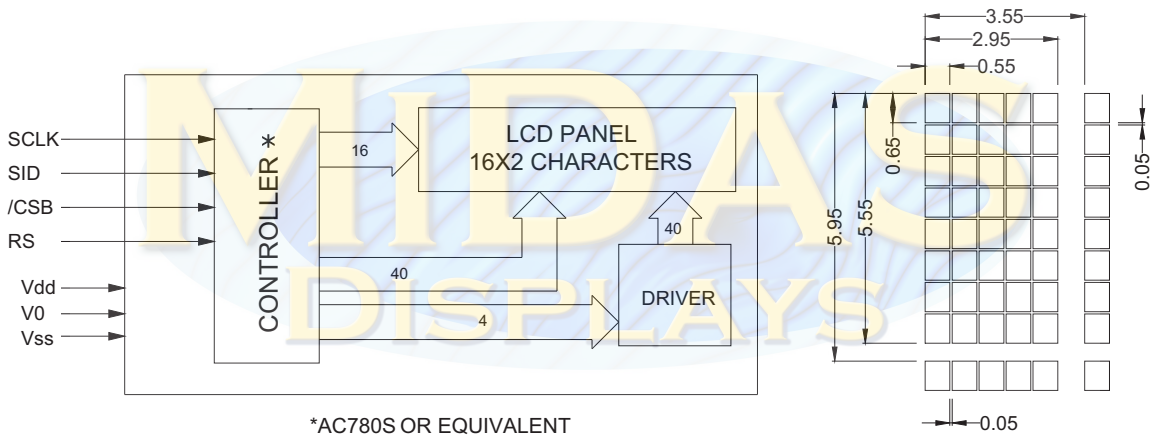 MIDAS
DISPLAYS
SCLK
SID
/CSB
RS
Vdd
V0
Vss
CONTROLLER *
16
LCD PANEL
16X2 CHARACTERS
40
40
4
DRIVER
*AC780S OR EQUIVALENT
3.55
2.95
0.55
0.65
0.05
5.95
5.55
0.05